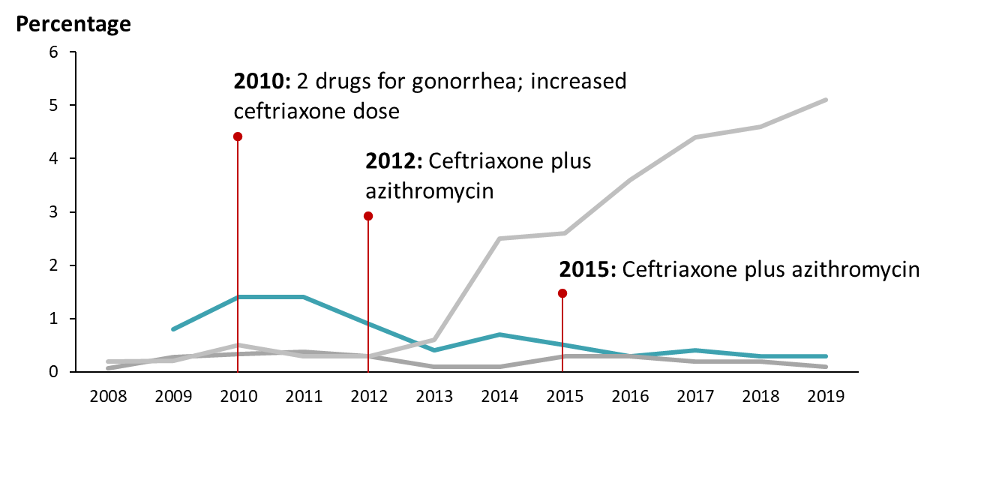 Percentage
6
2010: 2 drugs for gonorrhea; increased
ceftriaxone dose
5
4
2012: Ceftriaxone plus
azithromycin
3
2
2015: Ceftriaxone plus azithromycin
1
0
2008 2009 2010 2011 2012 2013 2014 2015 2016 2017 2018 2019